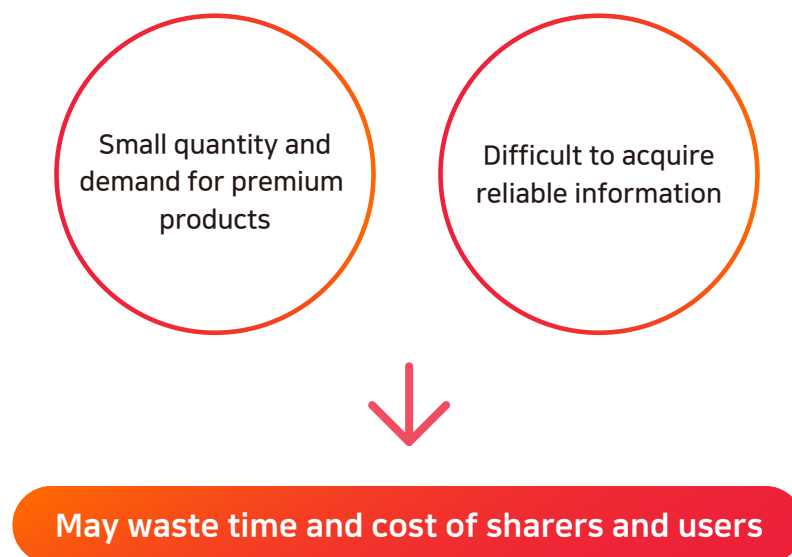 Small quantity and
demand for premium
products
Difficult to acquire
reliable information
May waste time and cost of sharers and users